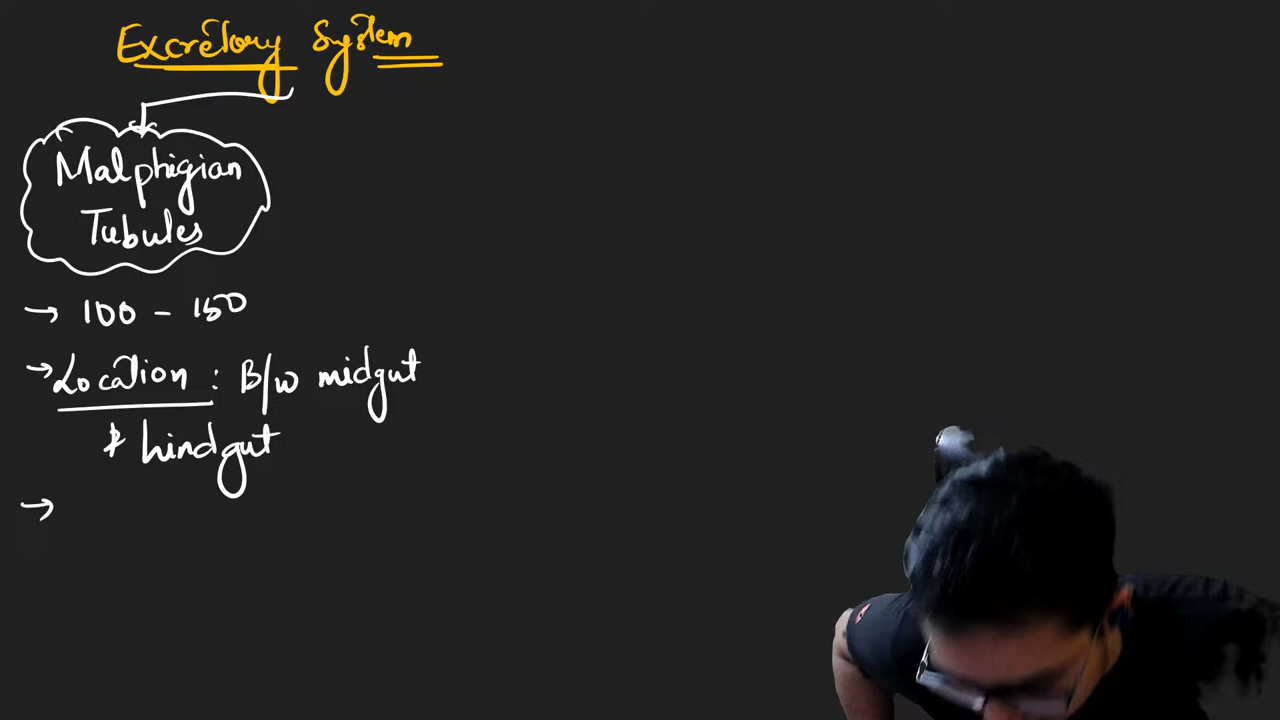 Excretory System
Malphigian
Tubules
→ 100 - 150
→ Location : B/w midgut
& hindgut
→